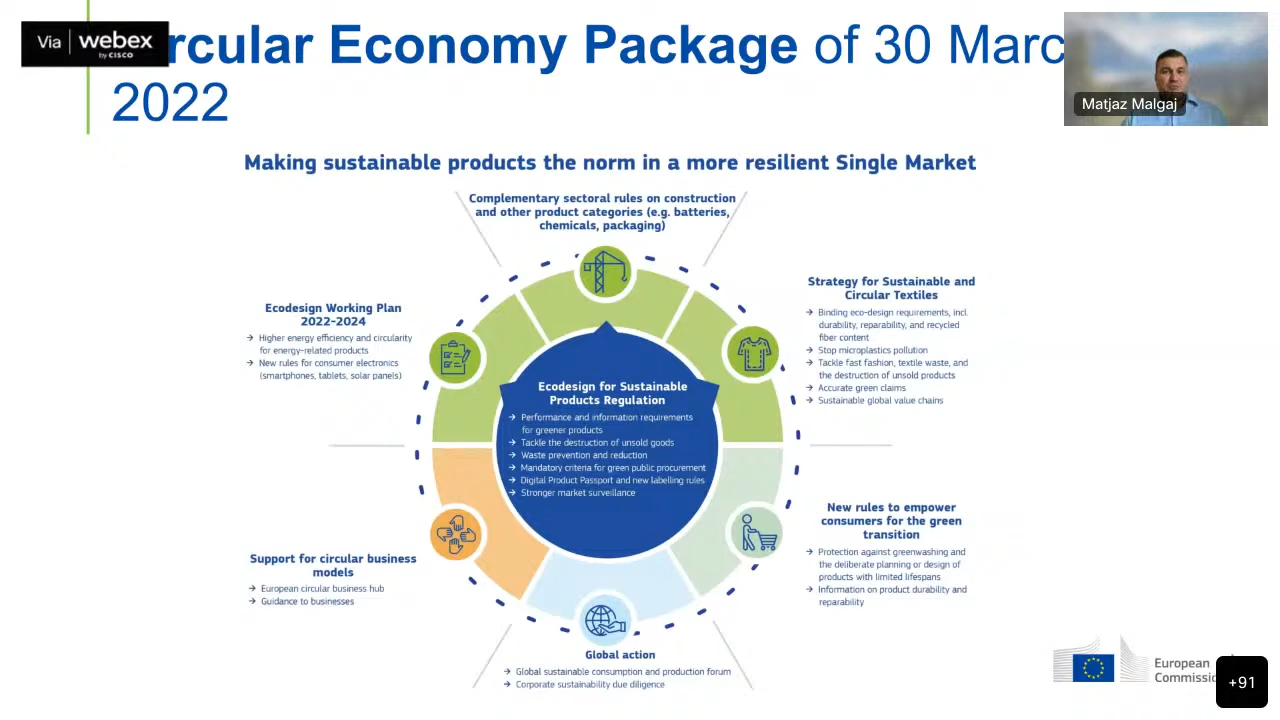 Via webex
by CISCO
rcular Economy Package of 30 Marc
2022
Matjaz Malgaj
Making sustainable products the norm in a more resilient Single Market
Complementary sectoral rules on construction
and other product categories (e.g. batteries,
chemicals, packaging)
Ecodesign Working Plan
2022-2024
→ Higher energy efficiency and circularity
for energy-related products
→ New rules for consumer electronics
(smartphones, tablets, solar panels)
Strategy for Sustainable and
Circular Textiles
→ Binding eco-design requirements, incl.
durability, reparability, and recycled
fiber content
→ Stop microplastics pollution
→ Tackle fast fashion, textile waste, and
the destruction of unsold products
→ Accurate green claims
→ Sustainable global value chains
Ecodesign for Sustainable
Products Regulation
→ Performance and information requirements
for greener products
→ Tackle the destruction of unsold goods
→ Waste prevention and reduction
→ Mandatory criteria for green public procurement
→ Digital Product Passport and new labelling rules
→ Stronger market surveillance
Support for circular business
models
→ European circular business hub
→ Guidance to businesses
New rules to empower
consumers for the green
transition
→ Protection against greenwashing and
the deliberate planning or design of
products with limited lifespans
→ Information on product durability and
reparability
Global action
→ Global sustainable consumption and production forum
→ Corporate sustainability due diligence
European
Commissic
+91